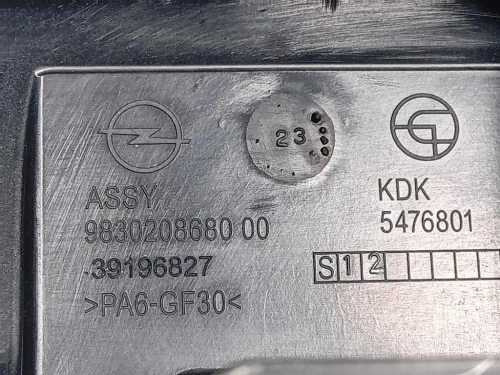 23
ASSY.
9830208680 00
39196827
>PA6-GF30<
KDK
5476801
S12